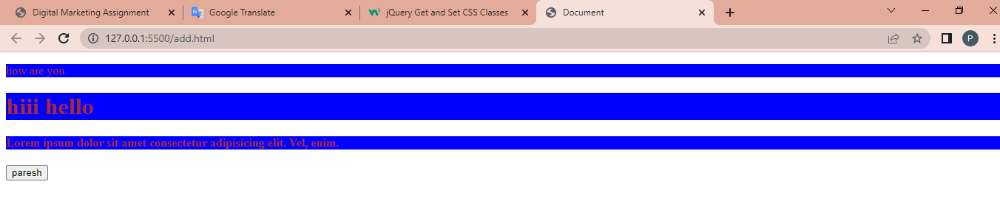 Digital Marketing Assignment
Google Translate
jQuery Get and Set CSS Classes
Document
127.0.0.1:5500/add.html
P
how are you
hiii hello
Lorem ipsum dolor sit amet consectetur adipisicing elit. Vel, enim.
paresh